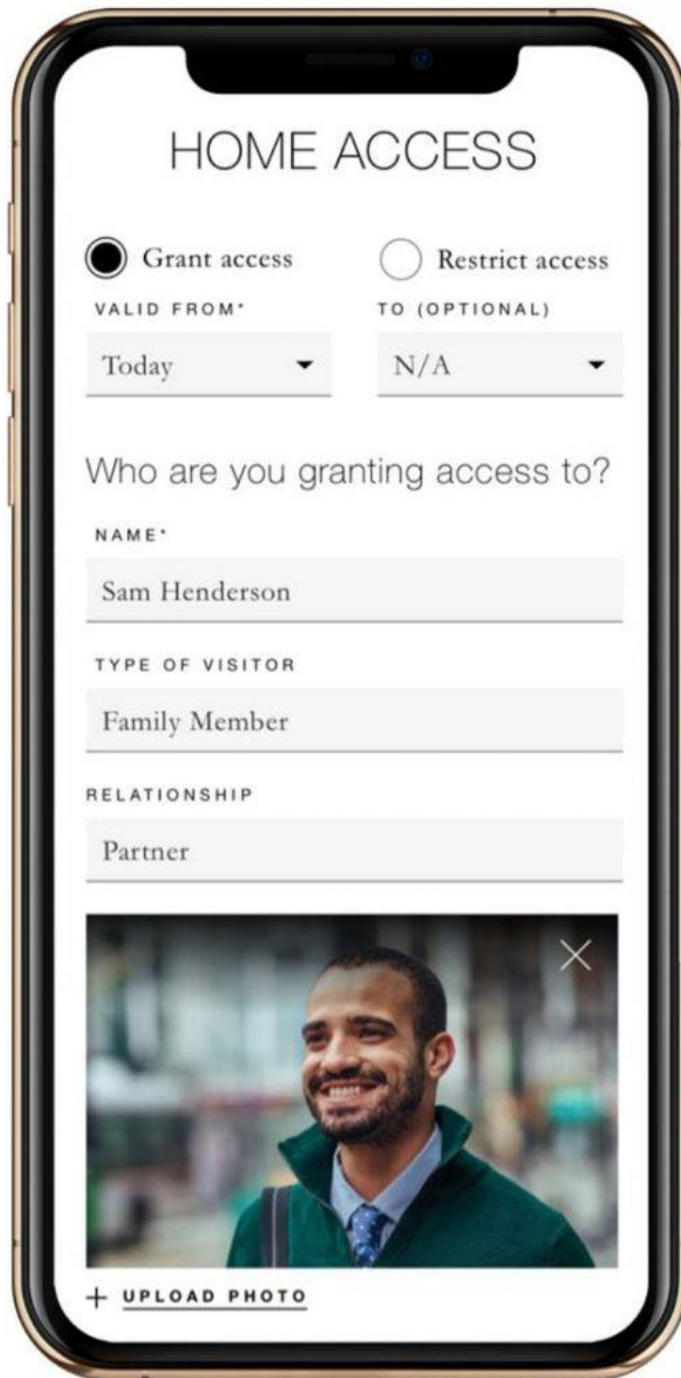 HOME ACCESS
Grant access Restrict access
VALID FROM* TO (OPTIONAL)
Today N/A
Who are you granting access to?
NAME*
Sam Henderson
TYPE OF VISITOR
Family Member
RELATIONSHIP
Partner
+ UPLOAD PHOTO